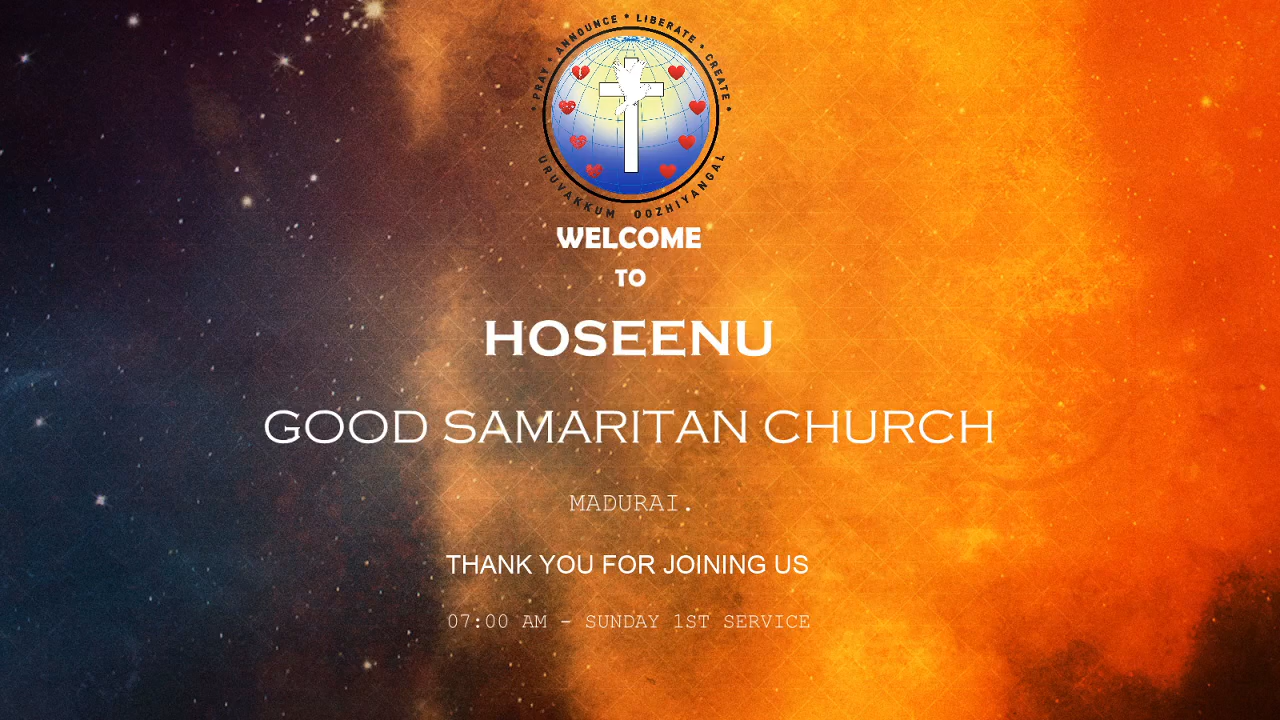 • PRAY • ANNOUNCE • LIBERATE • CREATE •
URUVAKKUM OOZHIYANGAL
WELCOME
TO
HOSEENU
GOOD SAMARITAN CHURCH
MADURAI.
THANK YOU FOR JOINING US
07:00 AM - SUNDAY 1ST SERVICE